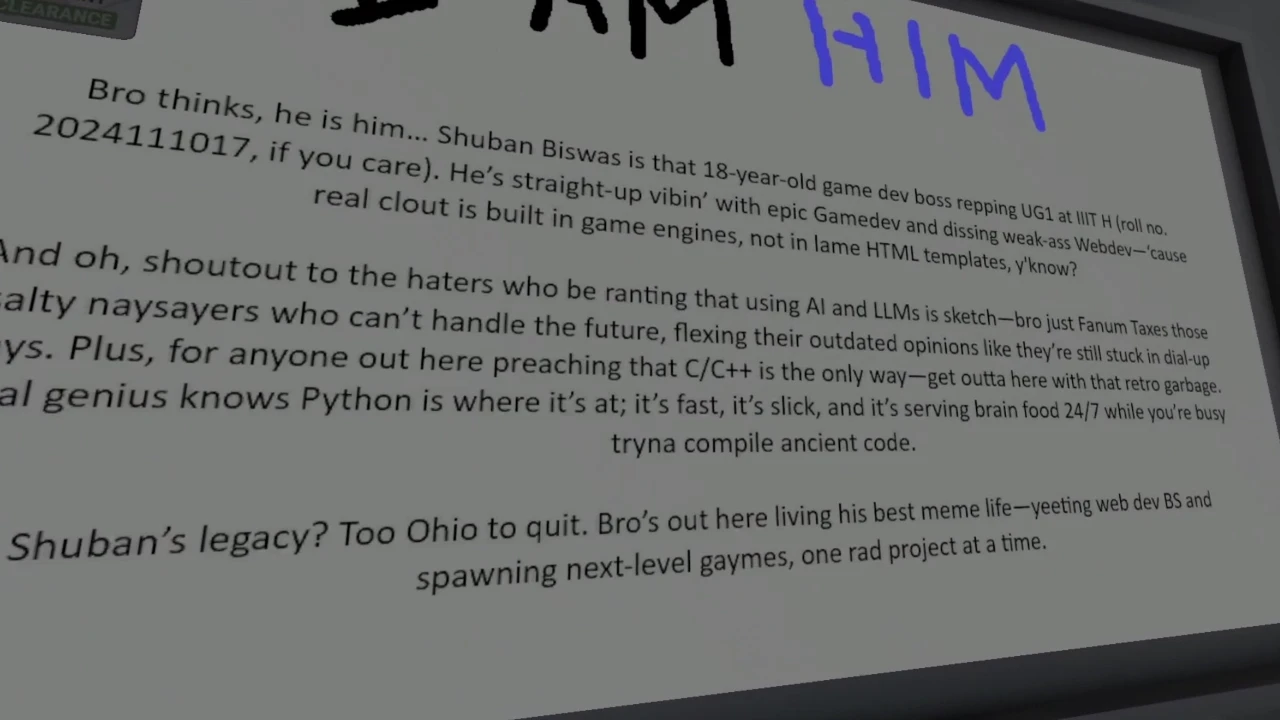 CLEARANCE
I AM HIM
Bro thinks, he is him... Shuban Biswas is that 18-year-old game dev boss repping UG1 at IIIT H (roll no.
2024111017, if you care). He’s straight-up vibin’ with epic Gamedev and dissing weak-ass Webdev—‘cause
real clout is built in game engines, not in lame HTML templates, y'know?
And oh, shoutout to the haters who be ranting that using AI and LLMs is sketch—bro just Fanum Taxes those
salty naysayers who can’t handle the future, flexing their outdated opinions like they’re still stuck in dial-up
ys. Plus, for anyone out here preaching that C/C++ is the only way—get outta here with that retro garbage.
al genius knows Python is where it’s at; it’s fast, it’s slick, and it’s serving brain food 24/7 while you’re busy
tryna compile ancient code.
Shuban’s legacy? Too Ohio to quit. Bro’s out here living his best meme life—yeeting web dev BS and
spawning next-level gaymes, one rad project at a time.